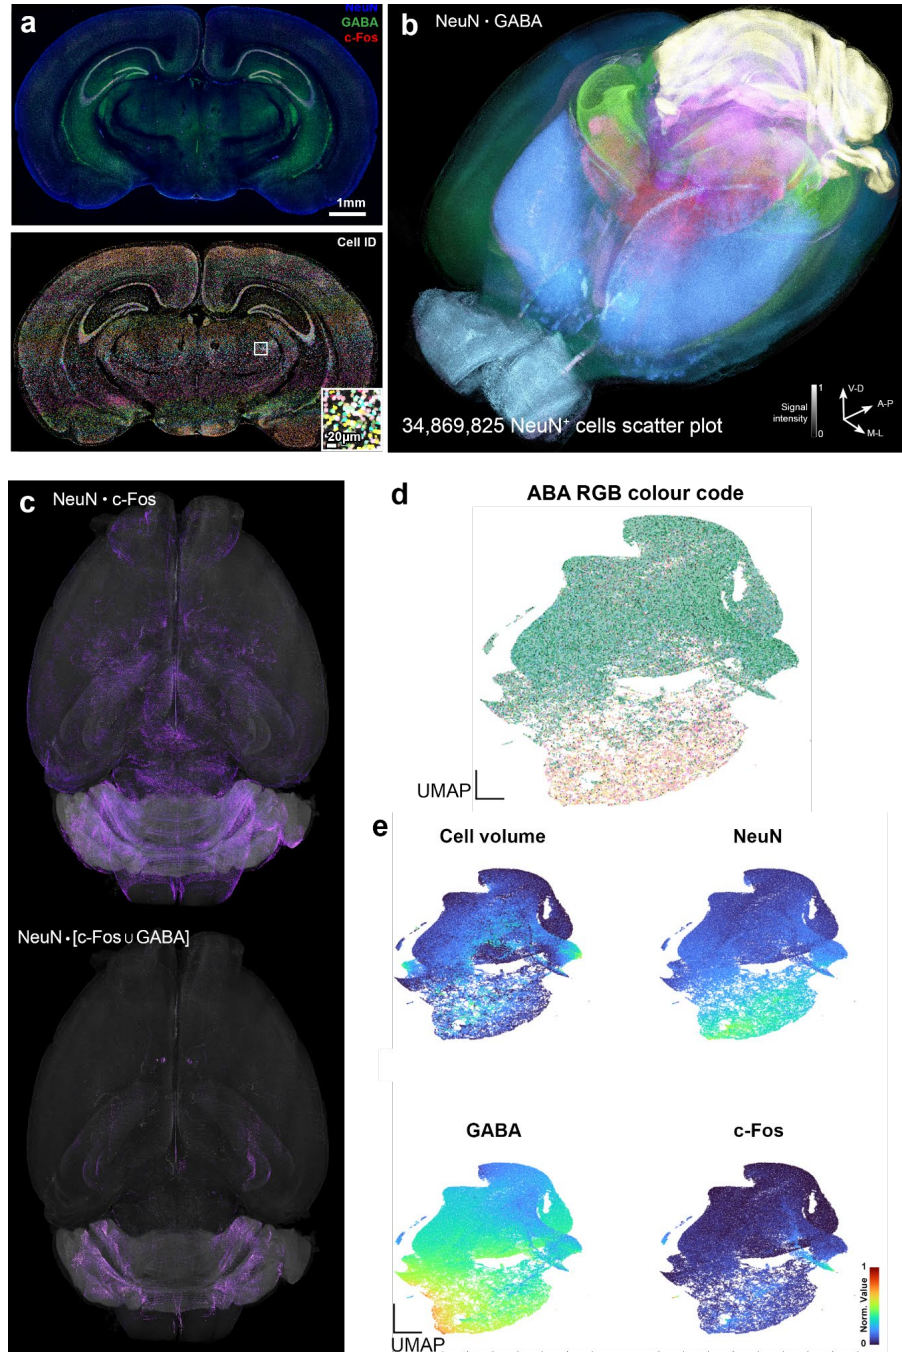 a
NeuN
GABA
c-Fos
1mm
Cell ID
20μm
b
NeuN · GABA
34,869,825 NeuN⁺ cells scatter plot
Signal
intensity
1
0
V-D
A-P
M-L
c
NeuN · c-Fos
NeuN·[c-Fos∪GABA]
d
ABA RGB colour code
UMAP
e
Cell volume
NeuN
GABA
c-Fos
UMAP
1
Norm. Value
0